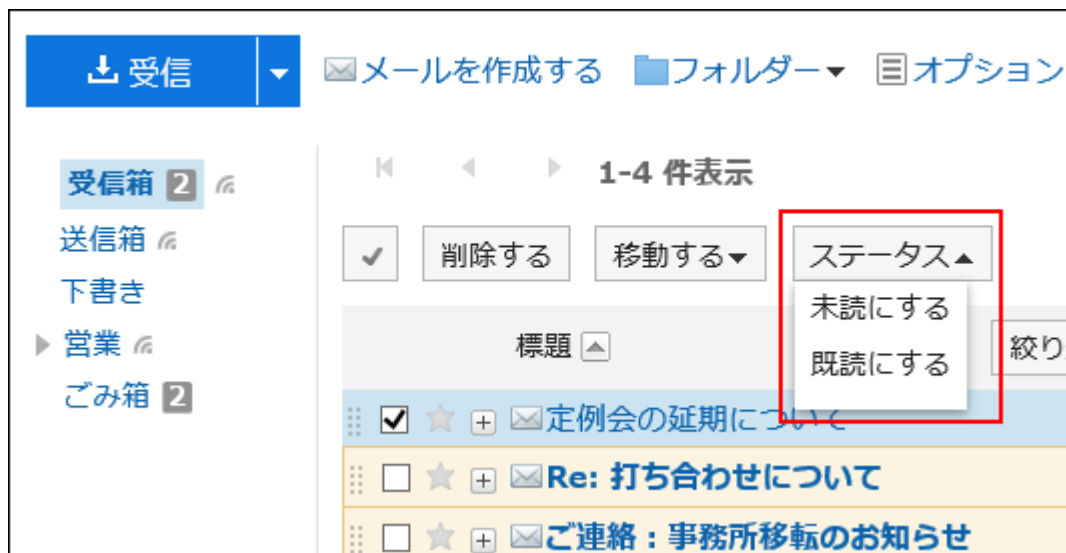 受信 メールを作成する フォルダー オプション
受信箱 2
送信箱
下書き
営業
ごみ箱 2
1-4 件表示
削除する 移動する ステータス
未読にする
既読にする
標題 絞り
定例会の延期について
Re: 打ち合わせについて
ご連絡：事務所移転のお知らせ